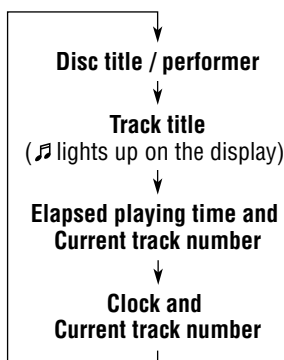 Disc title / performer
Track title
(♫ lights up on the display)
Elapsed playing time and
Current track number
Clock and
Current track number